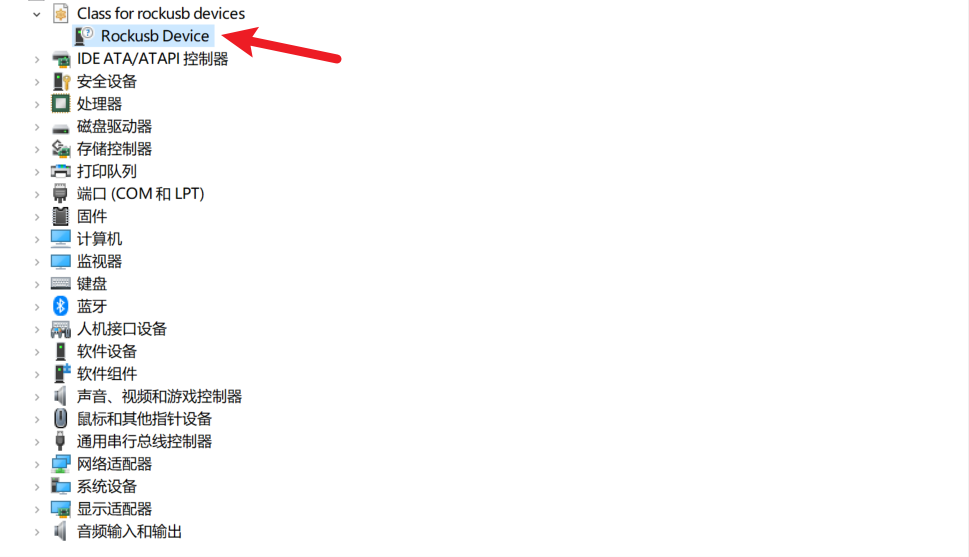 Class for rockusb devices
Rockusb Device
IDE ATA/ATAPI 控制器
安全设备
处理器
磁盘驱动器
存储控制器
打印队列
端口 (COM 和 LPT)
固件
计算机
监视器
键盘
蓝牙
人机接口设备
软件设备
软件组件
声音、视频和游戏控制器
鼠标和其他指针设备
通用串行总线控制器
网络适配器
系统设备
显示适配器
音频输入和输出